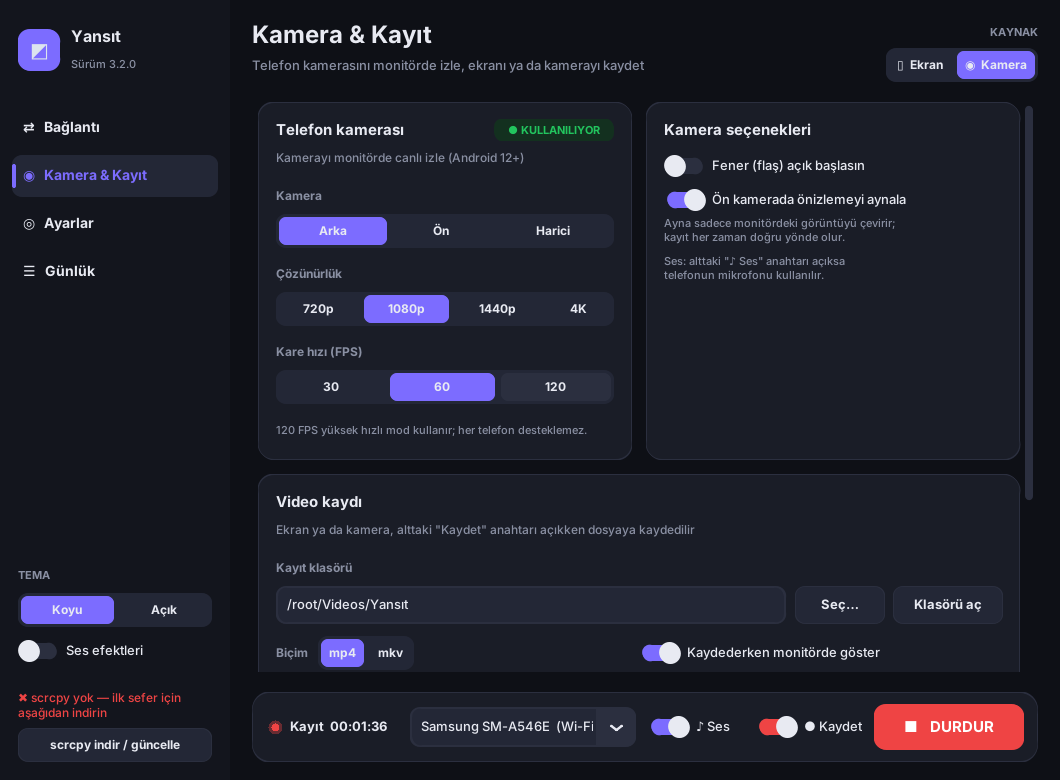 Yansıt
Sürüm 3.2.0
⇄ Bağlantı
◉ Kamera & Kayıt
◎ Ayarlar
☰ Günlük
TEMA
Koyu Açık
Ses efektleri
✖ scrcpy yok — ilk sefer için
aşağıdan indirin
scrcpy indir / güncelle
Kamera & Kayıt
Telefon kamerasını monitörde izle, ekranı ya da kamerayı kaydet
KAYNAK
▯ Ekran ◉ Kamera
Telefon kamerası
● KULLANILIYOR
Kamerayı monitörde canlı izle (Android 12+)
Kamera
Arka Ön Harici
Çözünürlük
720p 1080p 1440p 4K
Kare hızı (FPS)
30 60 120
120 FPS yüksek hızlı mod kullanır; her telefon desteklemez.
Kamera seçenekleri
Fener (flaş) açık başlasın
Ön kamerada önizlemeyi aynala
Ayna sadece monitördeki görüntüyü çevirir;
kayıt her zaman doğru yönde olur.
Ses: alttaki "♪ Ses" anahtarı açıksa
telefonun mikrofonu kullanılır.
Video kaydı
Ekran ya da kamera, alttaki "Kaydet" anahtarı açıkken dosyaya kaydedilir
Kayıt klasörü
/root/Videos/Yansıt Seç... Klasörü aç
Biçim mp4 mkv Kaydederken monitörde göster
Kayıt 00:01:36 Samsung SM-A546E (Wi-Fi ♪ Ses ● Kaydet ■ DURDUR